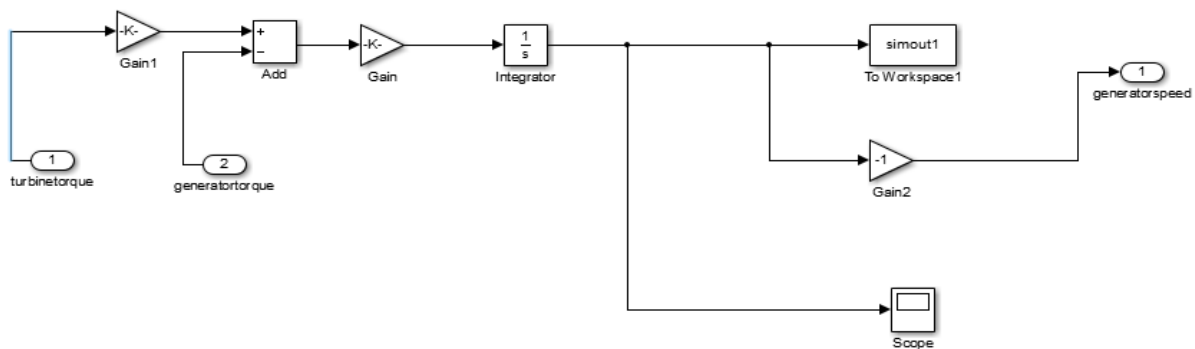 -K-
Gain1
+
−
Add
-K-
Gain
1
s
Integrator
simout1
To Workspace1
1
generatorspeed
1
turbinetorque
2
generatortorque
-1
Gain2
Scope